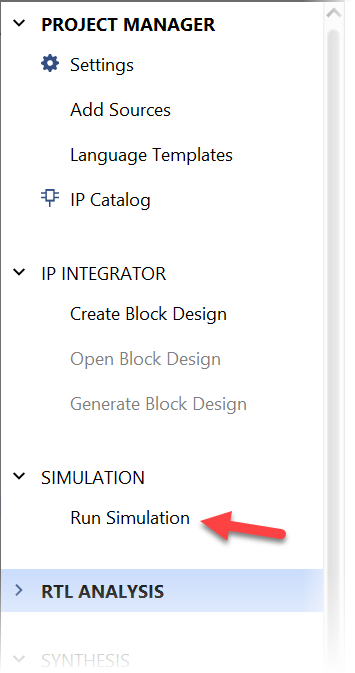 PROJECT MANAGER
Settings
Add Sources
Language Templates
IP Catalog
IP INTEGRATOR
Create Block Design
Open Block Design
Generate Block Design
SIMULATION
Run Simulation
RTL ANALYSIS
SYNTHESIS